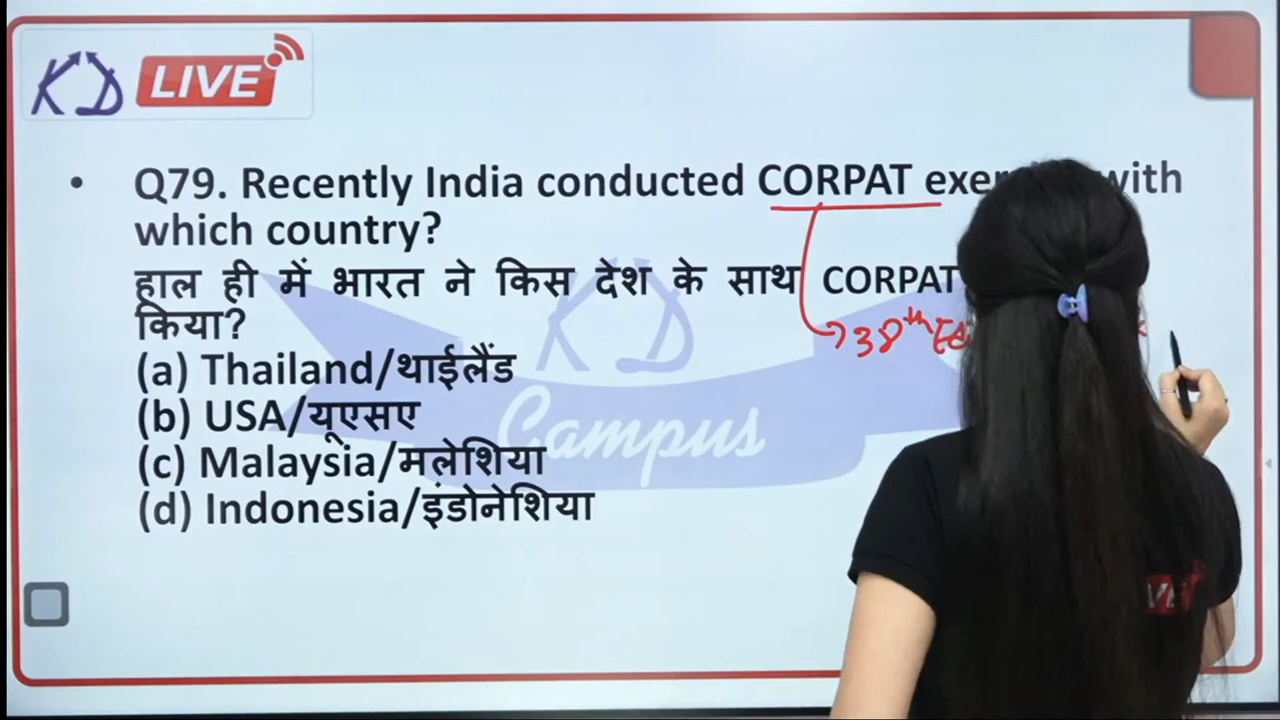 KD LIVE
• Q79. Recently India conducted CORPAT with
which country?
हाल ही में भारत ने किस देश के साथ CORPAT
किया?
38th
(a) Thailand/थाईलैंड
(b) USA/यूएसए
(c) Malaysia/मलेशिया
(d) Indonesia/इंडोनेशिया
KD
Campus